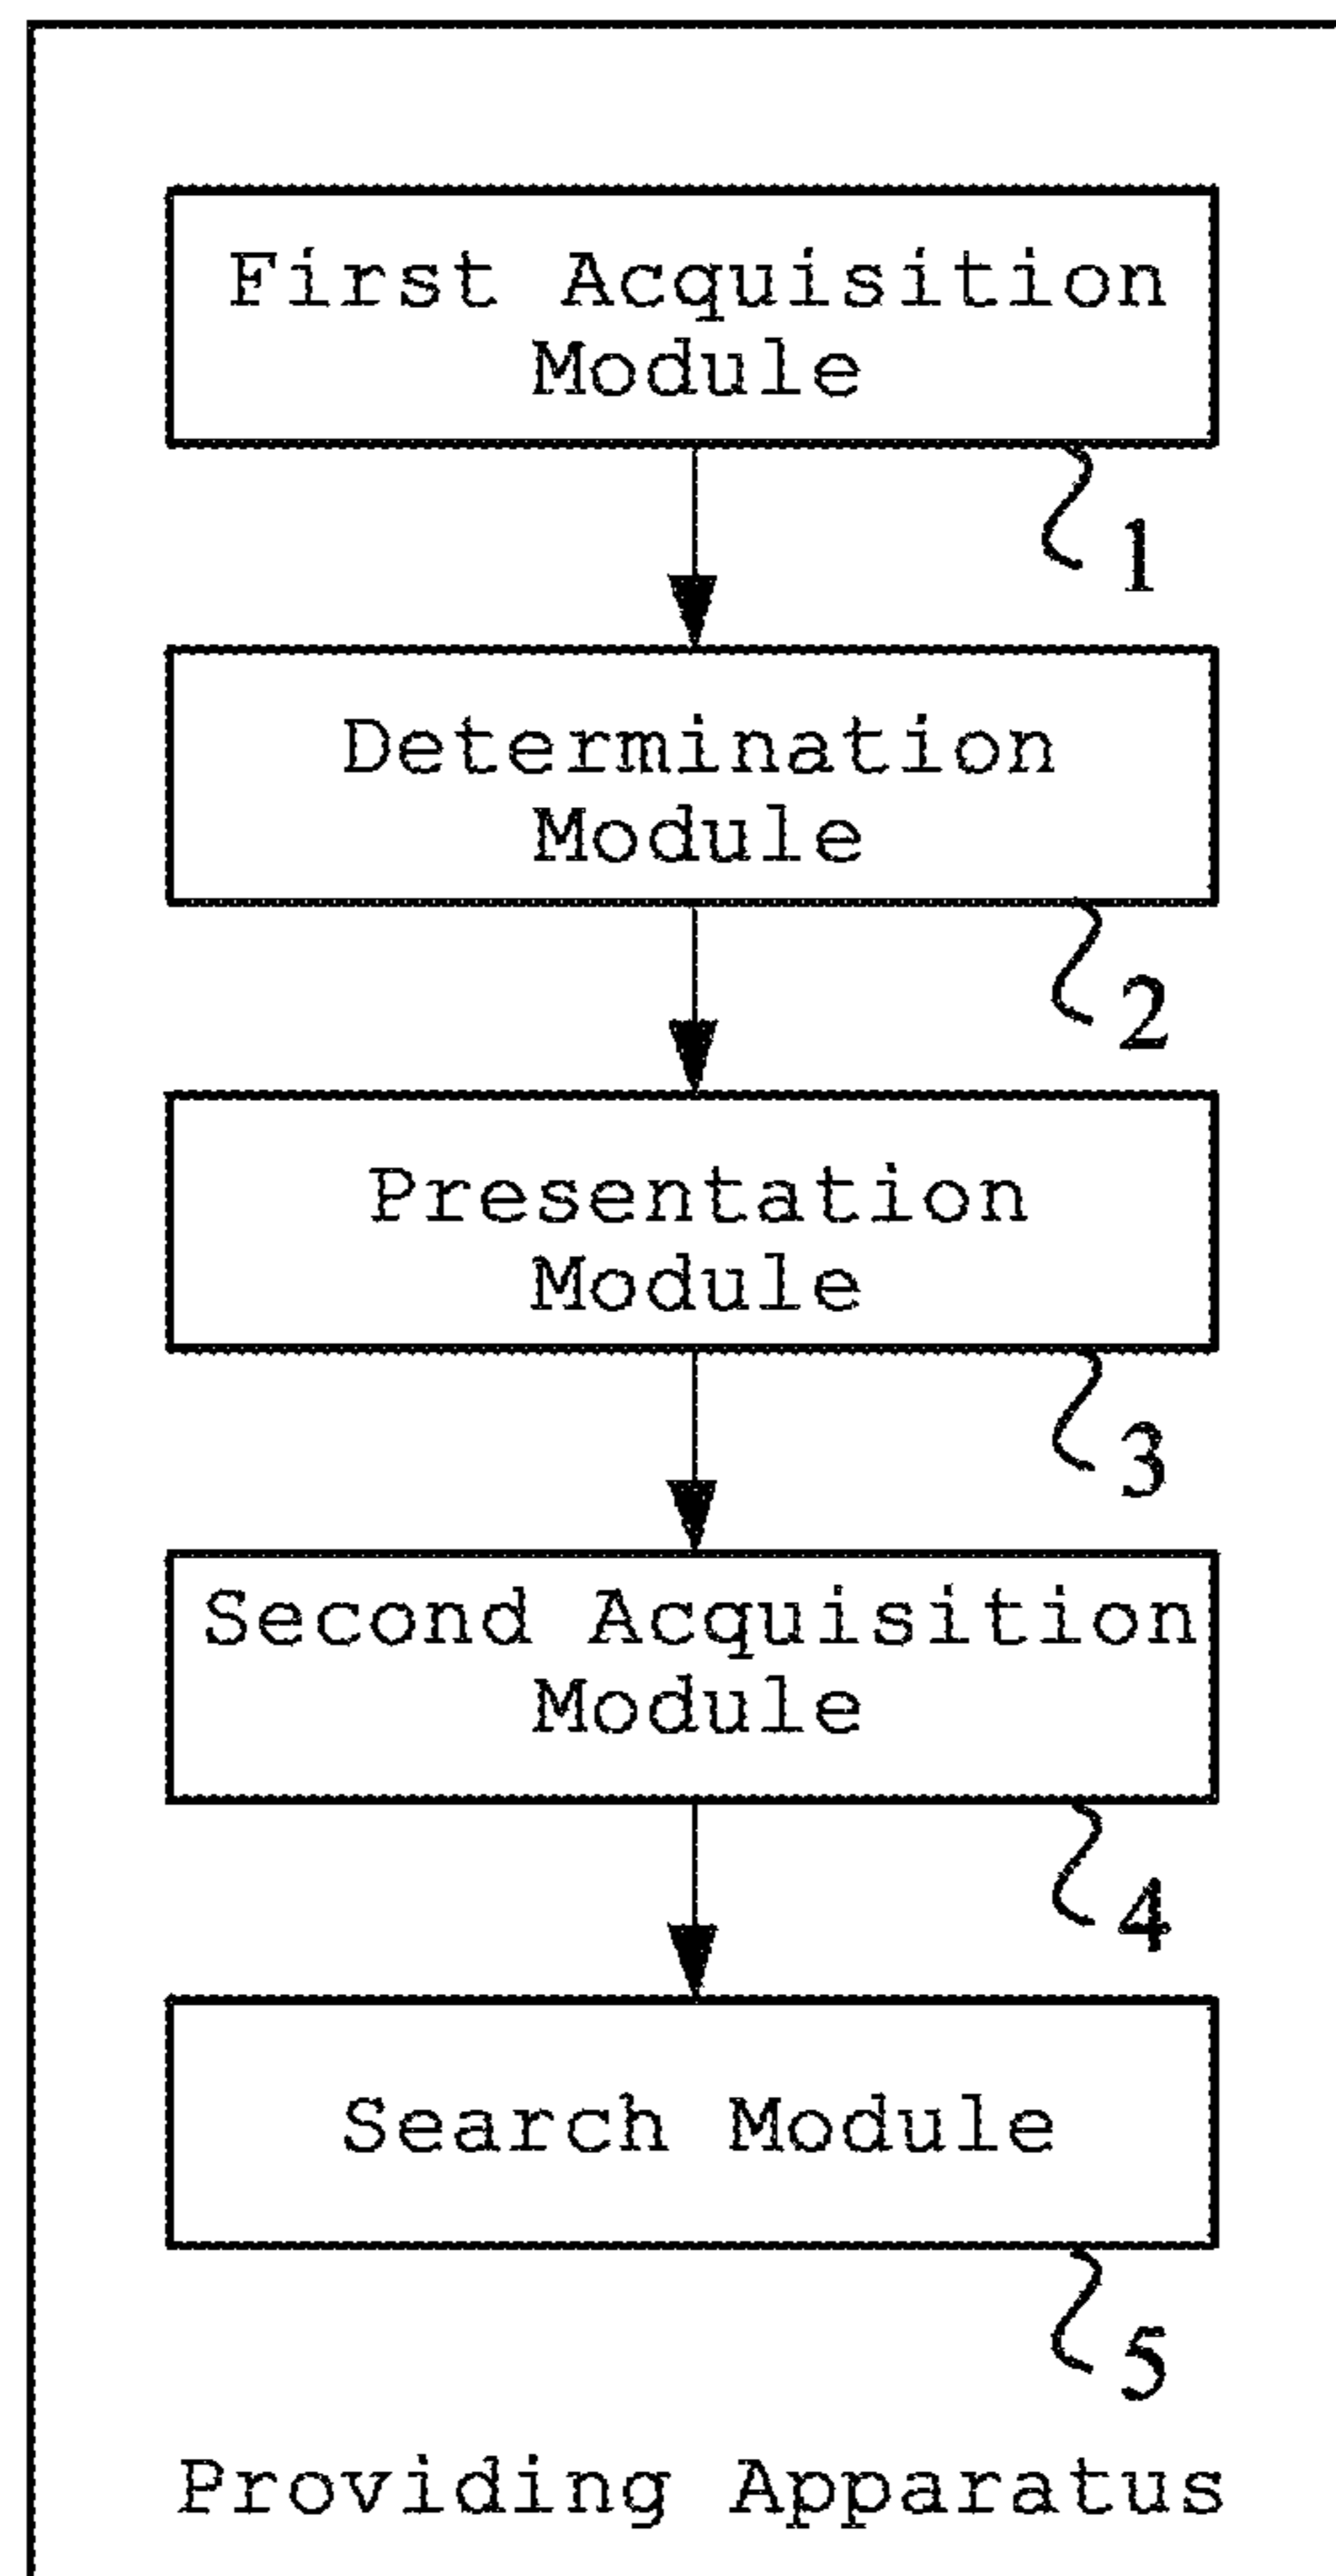 First Acquisition
Module
1
Determination
Module
2
Presentation
Module
3
Second Acquisition
Module
4
Search Module
5
Providing Apparatus